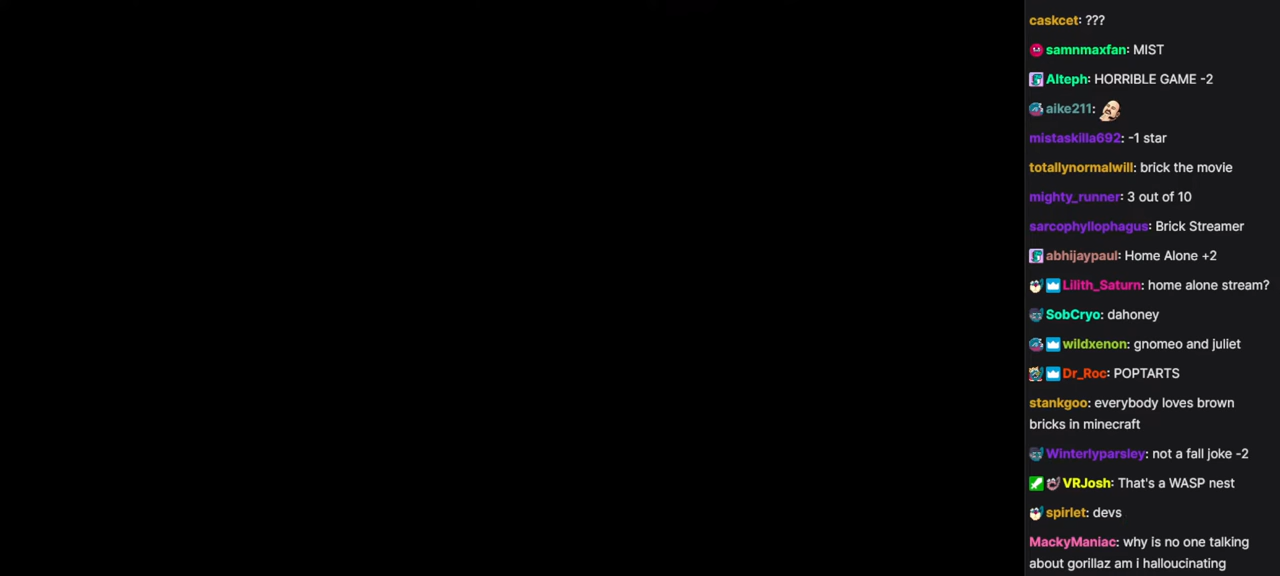 caskcet: ???
samnmaxfan: MIST
Alteph: HORRIBLE GAME -2
aike211:
mistaskilla692: -1 star
totallynormalwill: brick the movie
mighty_runner: 3 out of 10
sarcophyllophagus: Brick Streamer
abhijaypaul: Home Alone +2
Lilith_Saturn: home alone stream?
SobCryo: dahoney
wildxenon: gnomeo and juliet
Dr_Roc: POPTARTS
stankgoo: everybody loves brown
bricks in minecraft
Winterlyparsley: not a fall joke -2
VRJosh: That's a WASP nest
spirlet: devs
MackyManiac: why is no one talking
about gorillaz am i halloucinating